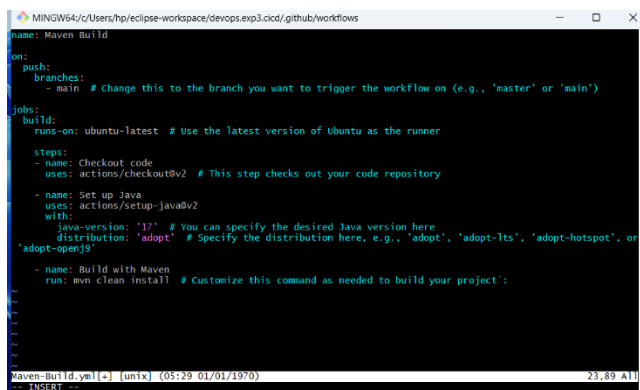 MINGW64:/c/Users/hp/eclipse-workspace/devops.exp3.cicd/.github/workflows
name: Maven Build
on:
push:
branches:
- main # Change this to the branch you want to trigger the workflow on (e.g., 'master' or 'main')
jobs:
build:
runs-on: ubuntu-latest # Use the latest version of Ubuntu as the runner
steps:
- name: Checkout code
uses: actions/checkout@v2 # This step checks out your code repository
- name: Set up Java
uses: actions/setup-java@v2
with:
java-version: '17' # You can specify the desired Java version here
distribution: 'adopt' # Specify the distribution here, e.g., 'adopt', 'adopt-lts', 'adopt-hotspot', or
'adopt-openj9'
- name: Build with Maven
run: mvn clean install # Customize this command as needed to build your project`:
~
~
~
~
~
~
~
Maven-Build.yml[+] [unix] (05:29 01/01/1970) 23,89 All
-- INSERT --